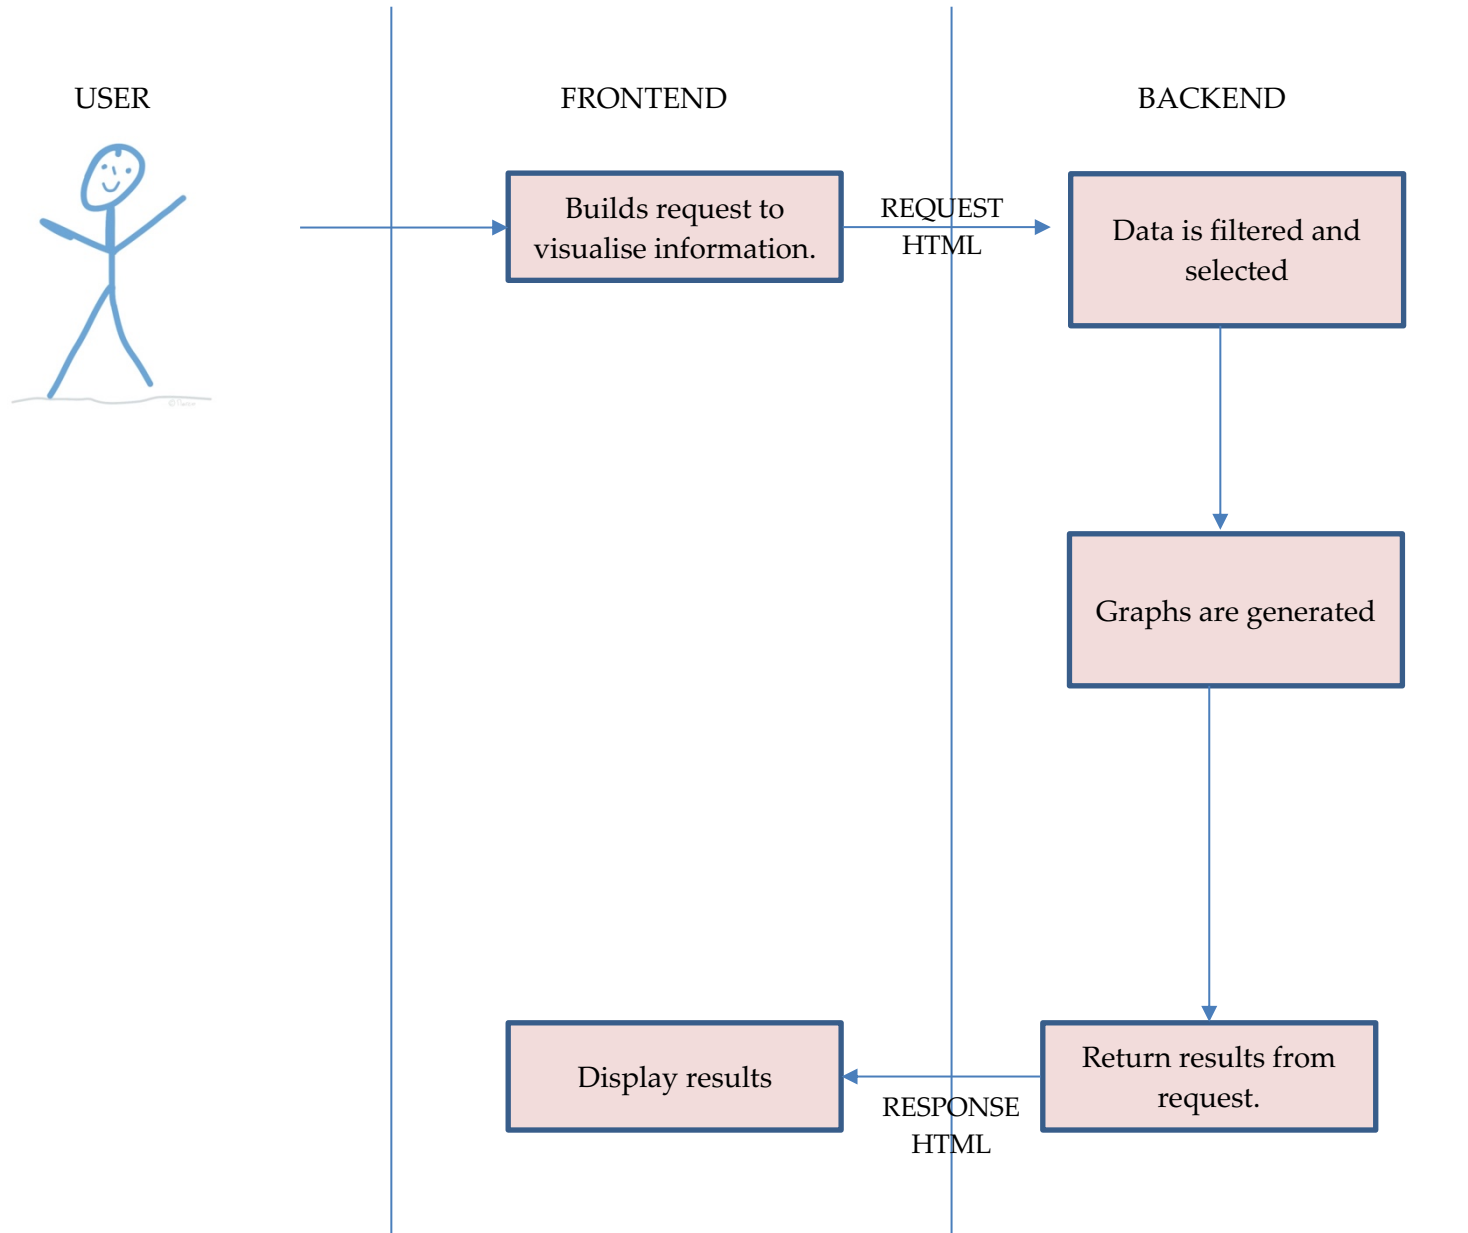 USER
FRONTEND
BACKEND
Builds request to
visualise information.
REQUEST
HTML
Data is filtered and
selected
Graphs are generated
Display results
RESPONSE
HTML
Return results from
request.